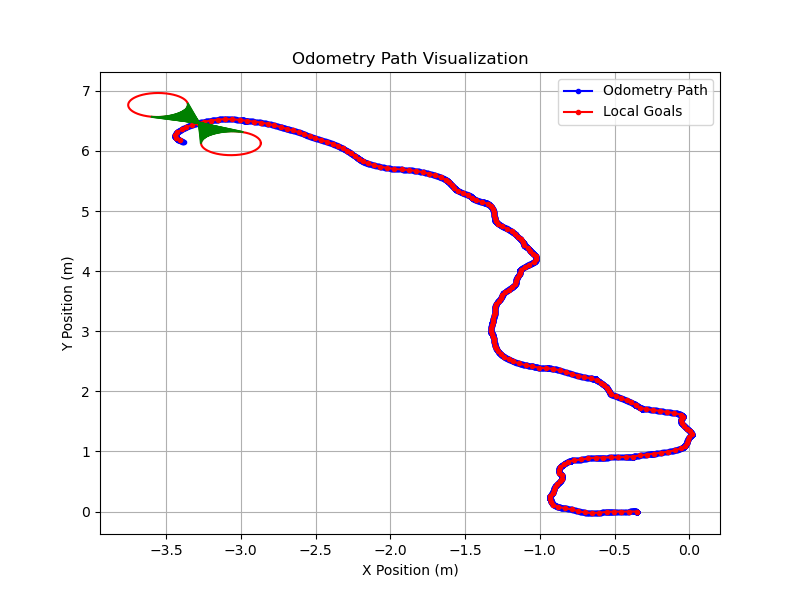 Odometry Path Visualization
Odometry Path
Local Goals
Y Position (m)
7
6
5
4
3
2
1
0
−3.5 −3.0 −2.5 −2.0 −1.5 −1.0 −0.5 0.0
X Position (m)